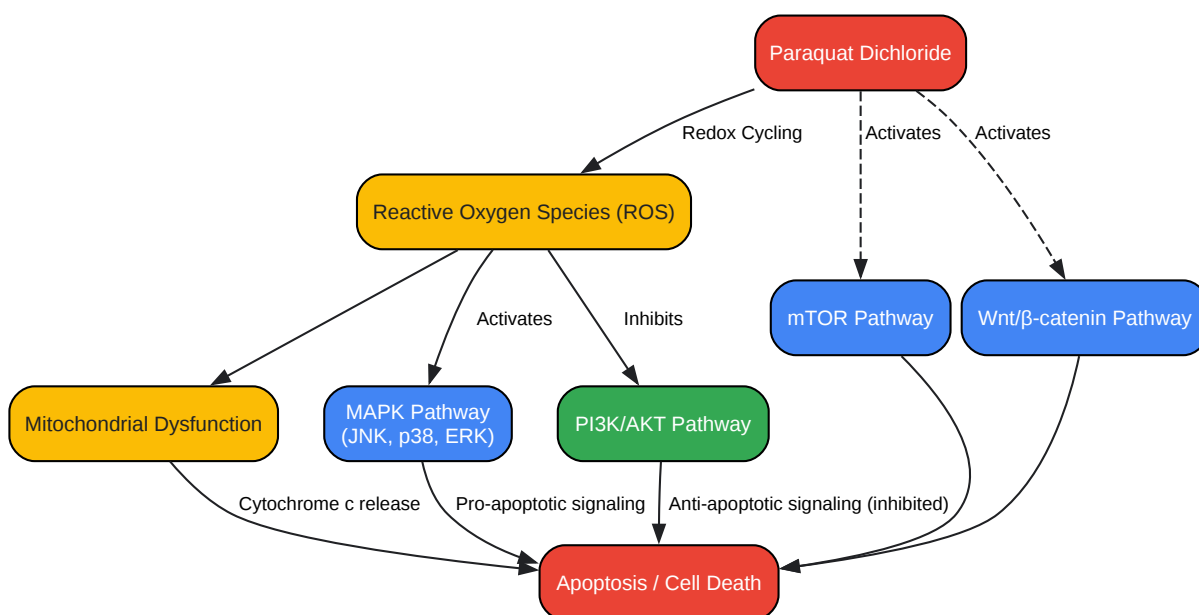 Paraquat Dichloride
Redox Cycling
Activates
Activates
Reactive Oxygen Species (ROS)
mTOR Pathway
Wnt/β-catenin Pathway
Activates
Inhibits
Mitochondrial Dysfunction
MAPK Pathway
(JNK, p38, ERK)
PI3K/AKT Pathway
Cytochrome c release
Pro-apoptotic signaling
Anti-apoptotic signaling (inhibited)
Apoptosis / Cell Death